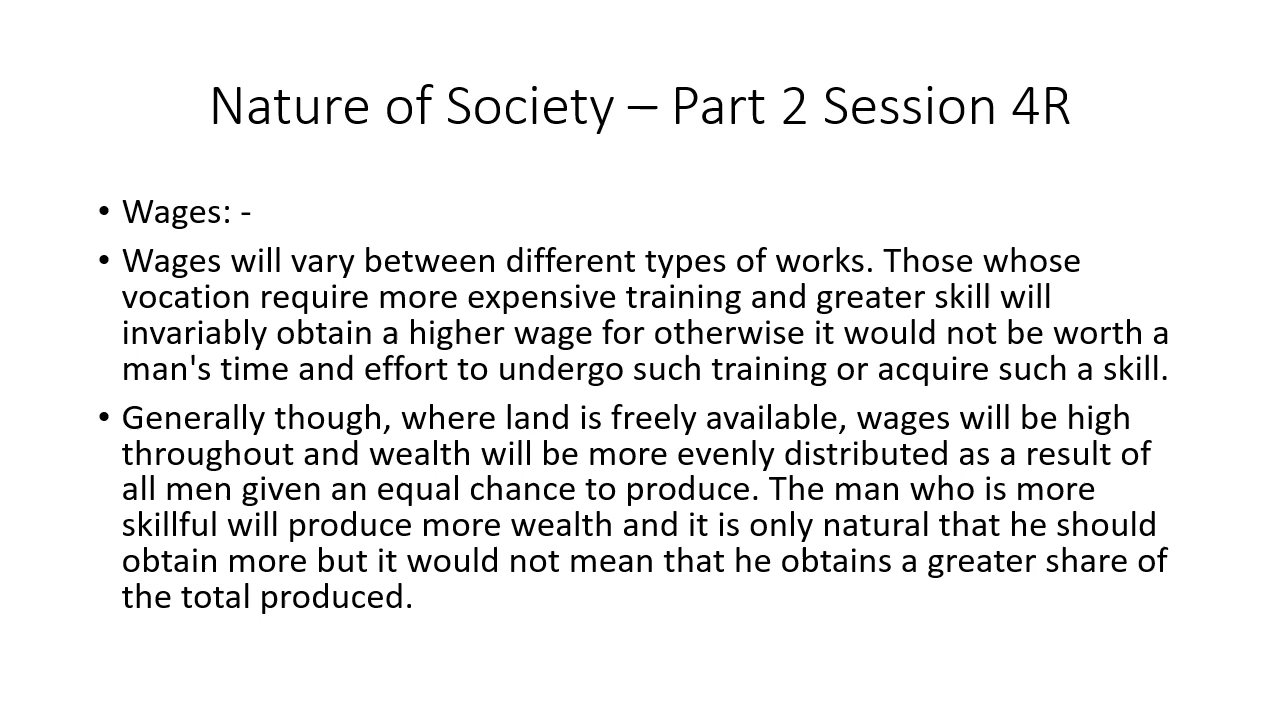 Nature of Society – Part 2 Session 4R
• Wages: -
• Wages will vary between different types of works. Those whose
vocation require more expensive training and greater skill will
invariably obtain a higher wage for otherwise it would not be worth a
man's time and effort to undergo such training or acquire such a skill.
• Generally though, where land is freely available, wages will be high
throughout and wealth will be more evenly distributed as a result of
all men given an equal chance to produce. The man who is more
skillful will produce more wealth and it is only natural that he should
obtain more but it would not mean that he obtains a greater share of
the total produced.